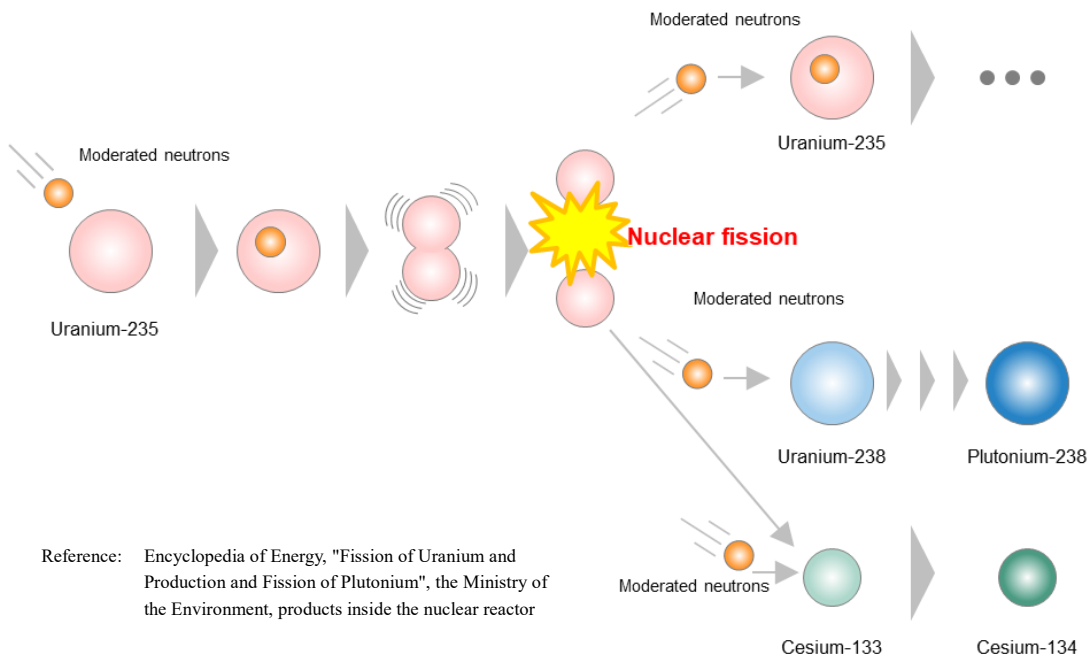 Moderated neutrons
Uranium-235
Moderated neutrons
Uranium-235
Nuclear fission
Moderated neutrons
Uranium-238
Plutonium-238
Moderated neutrons
Cesium-133
Cesium-134
Reference: Encyclopedia of Energy, "Fission of Uranium and
Production and Fission of Plutonium", the Ministry of
the Environment, products inside the nuclear reactor